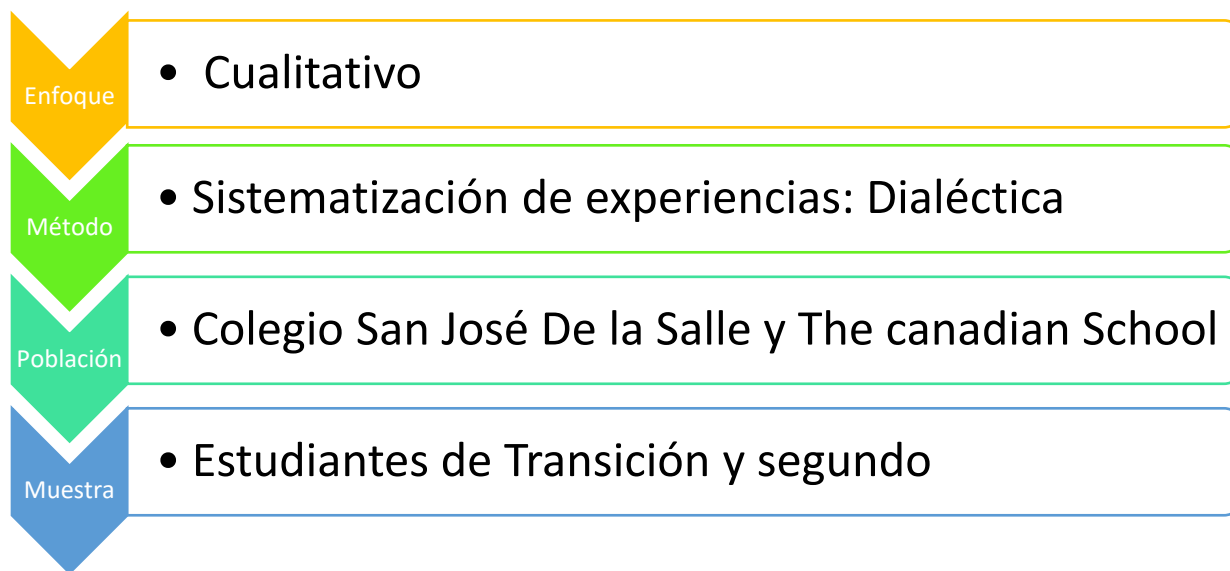 Enfoque
• Cualitativo
Método
• Sistematización de experiencias: Dialéctica
Población
• Colegio San José De la Salle y The canadian School
Muestra
• Estudiantes de Transición y segundo